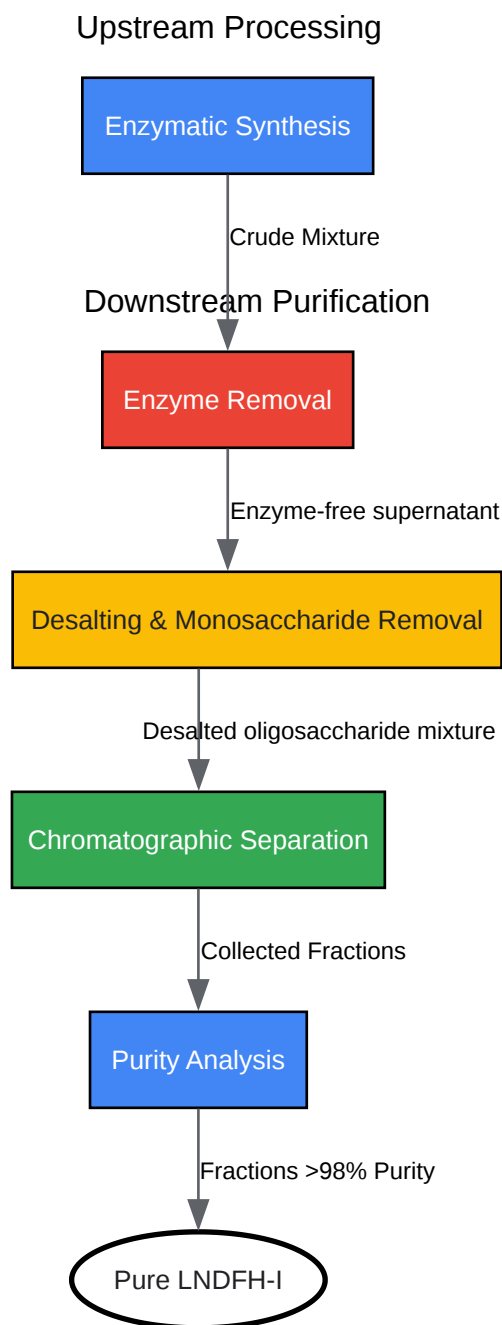 Upstream Processing
Enzymatic Synthesis
Crude Mixture
Downstream Purification
Enzyme Removal
Enzyme-free supernatant
Desalting & Monosaccharide Removal
Desalted oligosaccharide mixture
Chromatographic Separation
Collected Fractions
Purity Analysis
Fractions >98% Purity
Pure LNDFH-I